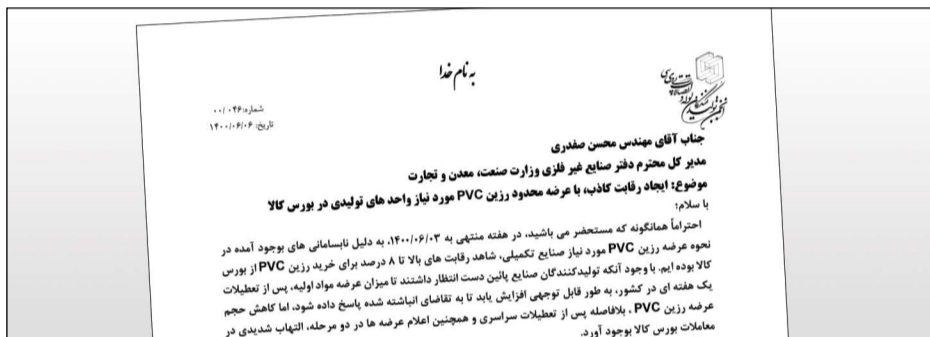 به نام خدا
انجمن تولیدکنندگان لوله و اتصالات پی وی سی
شماره: ۰۴۶/ ۰۰
تاریخ: ۱۴۰۰/۰۶/۰۶
جناب آقای مهندس محسن صفدری
مدیر کل محترم دفتر صنایع غیر فلزی وزارت صنعت، معدن و تجارت
موضوع: ایجاد رقابت کاذب، با عرضه محدود رزین PVC مورد نیاز واحد های تولیدی در بورس کالا
با سلام؛
احتراماً همانگونه که مستحضر می باشید، در هفته منتهی به ۱۴۰۰/۰۶/۰۳، به دلیل نابسامانی های بوجود آمده در
نحوه عرضه رزین PVC مورد نیاز صنایع تکمیلی، شاهد رقابت های بالا تا ۸ درصد برای خرید رزین PVC از بورس
کالا بوده ایم. با وجود آنکه تولیدکنندگان صنایع پائین دست انتظار داشتند تا میزان عرضه مواد اولیه، پس از تعطیلات
یک هفته ای در کشور، به طور قابل توجهی افزایش یابد تا به تقاضای انباشته شده پاسخ داده شود، اما کاهش حجم
عرضه رزین PVC ، بلافاصله پس از تعطیلات سراسری و همچنین اعلام عرضه ها در دو مرحله، التهاب شدیدی در
معاملات بورس کالا بوجود آورد.